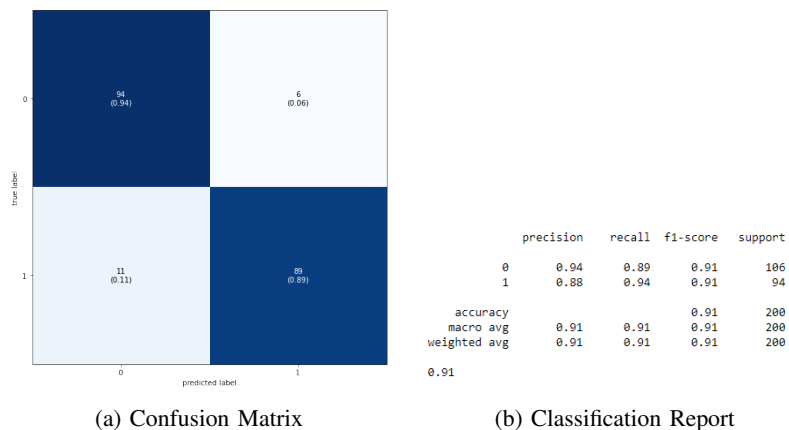 94
(0.94)
6
(0.06)
0
true label
11
(0.11)
89
(0.89)
1
0 1
predicted label
(a) Confusion Matrix
precision recall f1-score support
0 0.94 0.89 0.91 106
1 0.88 0.94 0.91 94
accuracy 0.91 200
macro avg 0.91 0.91 0.91 200
weighted avg 0.91 0.91 0.91 200
0.91
(b) Classification Report